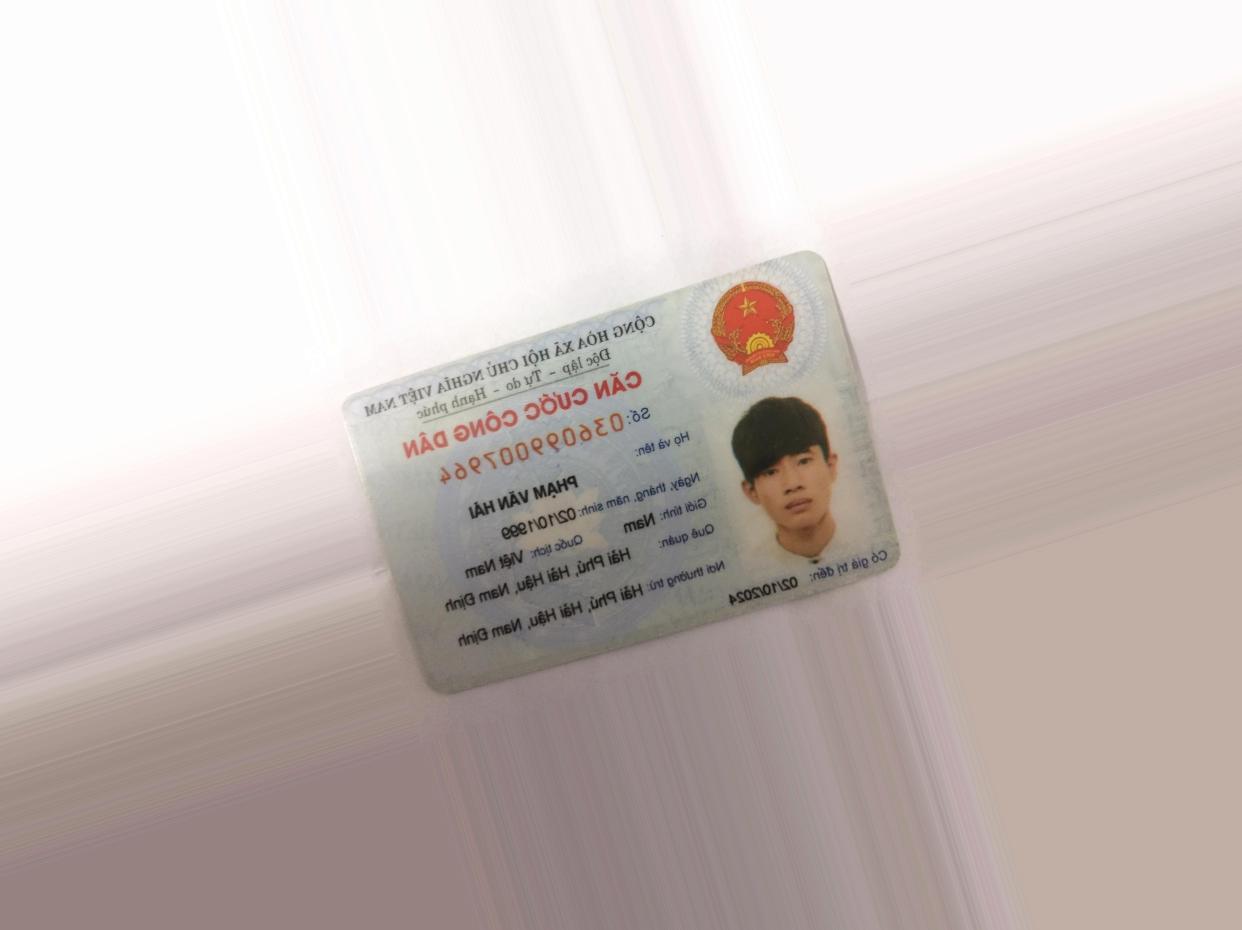 CỘNG HÒA XÃ HỘI CHỦ NGHĨA VIỆT NAM
Độc lập - Tự do - Hạnh phúc
CĂN CƯỚC CÔNG DÂN
Số: 036099007964
Họ và tên:
PHẠM VĂN HẢI
Ngày, tháng, năm sinh: 02/10/1999
Giới tính: Nam Quốc tịch: Việt Nam
Quê quán: Hải Phú, Hải Hậu, Nam Định
Nơi thường trú: Hải Phú, Hải Hậu, Nam Định
Có giá trị đến: 02/10/2024